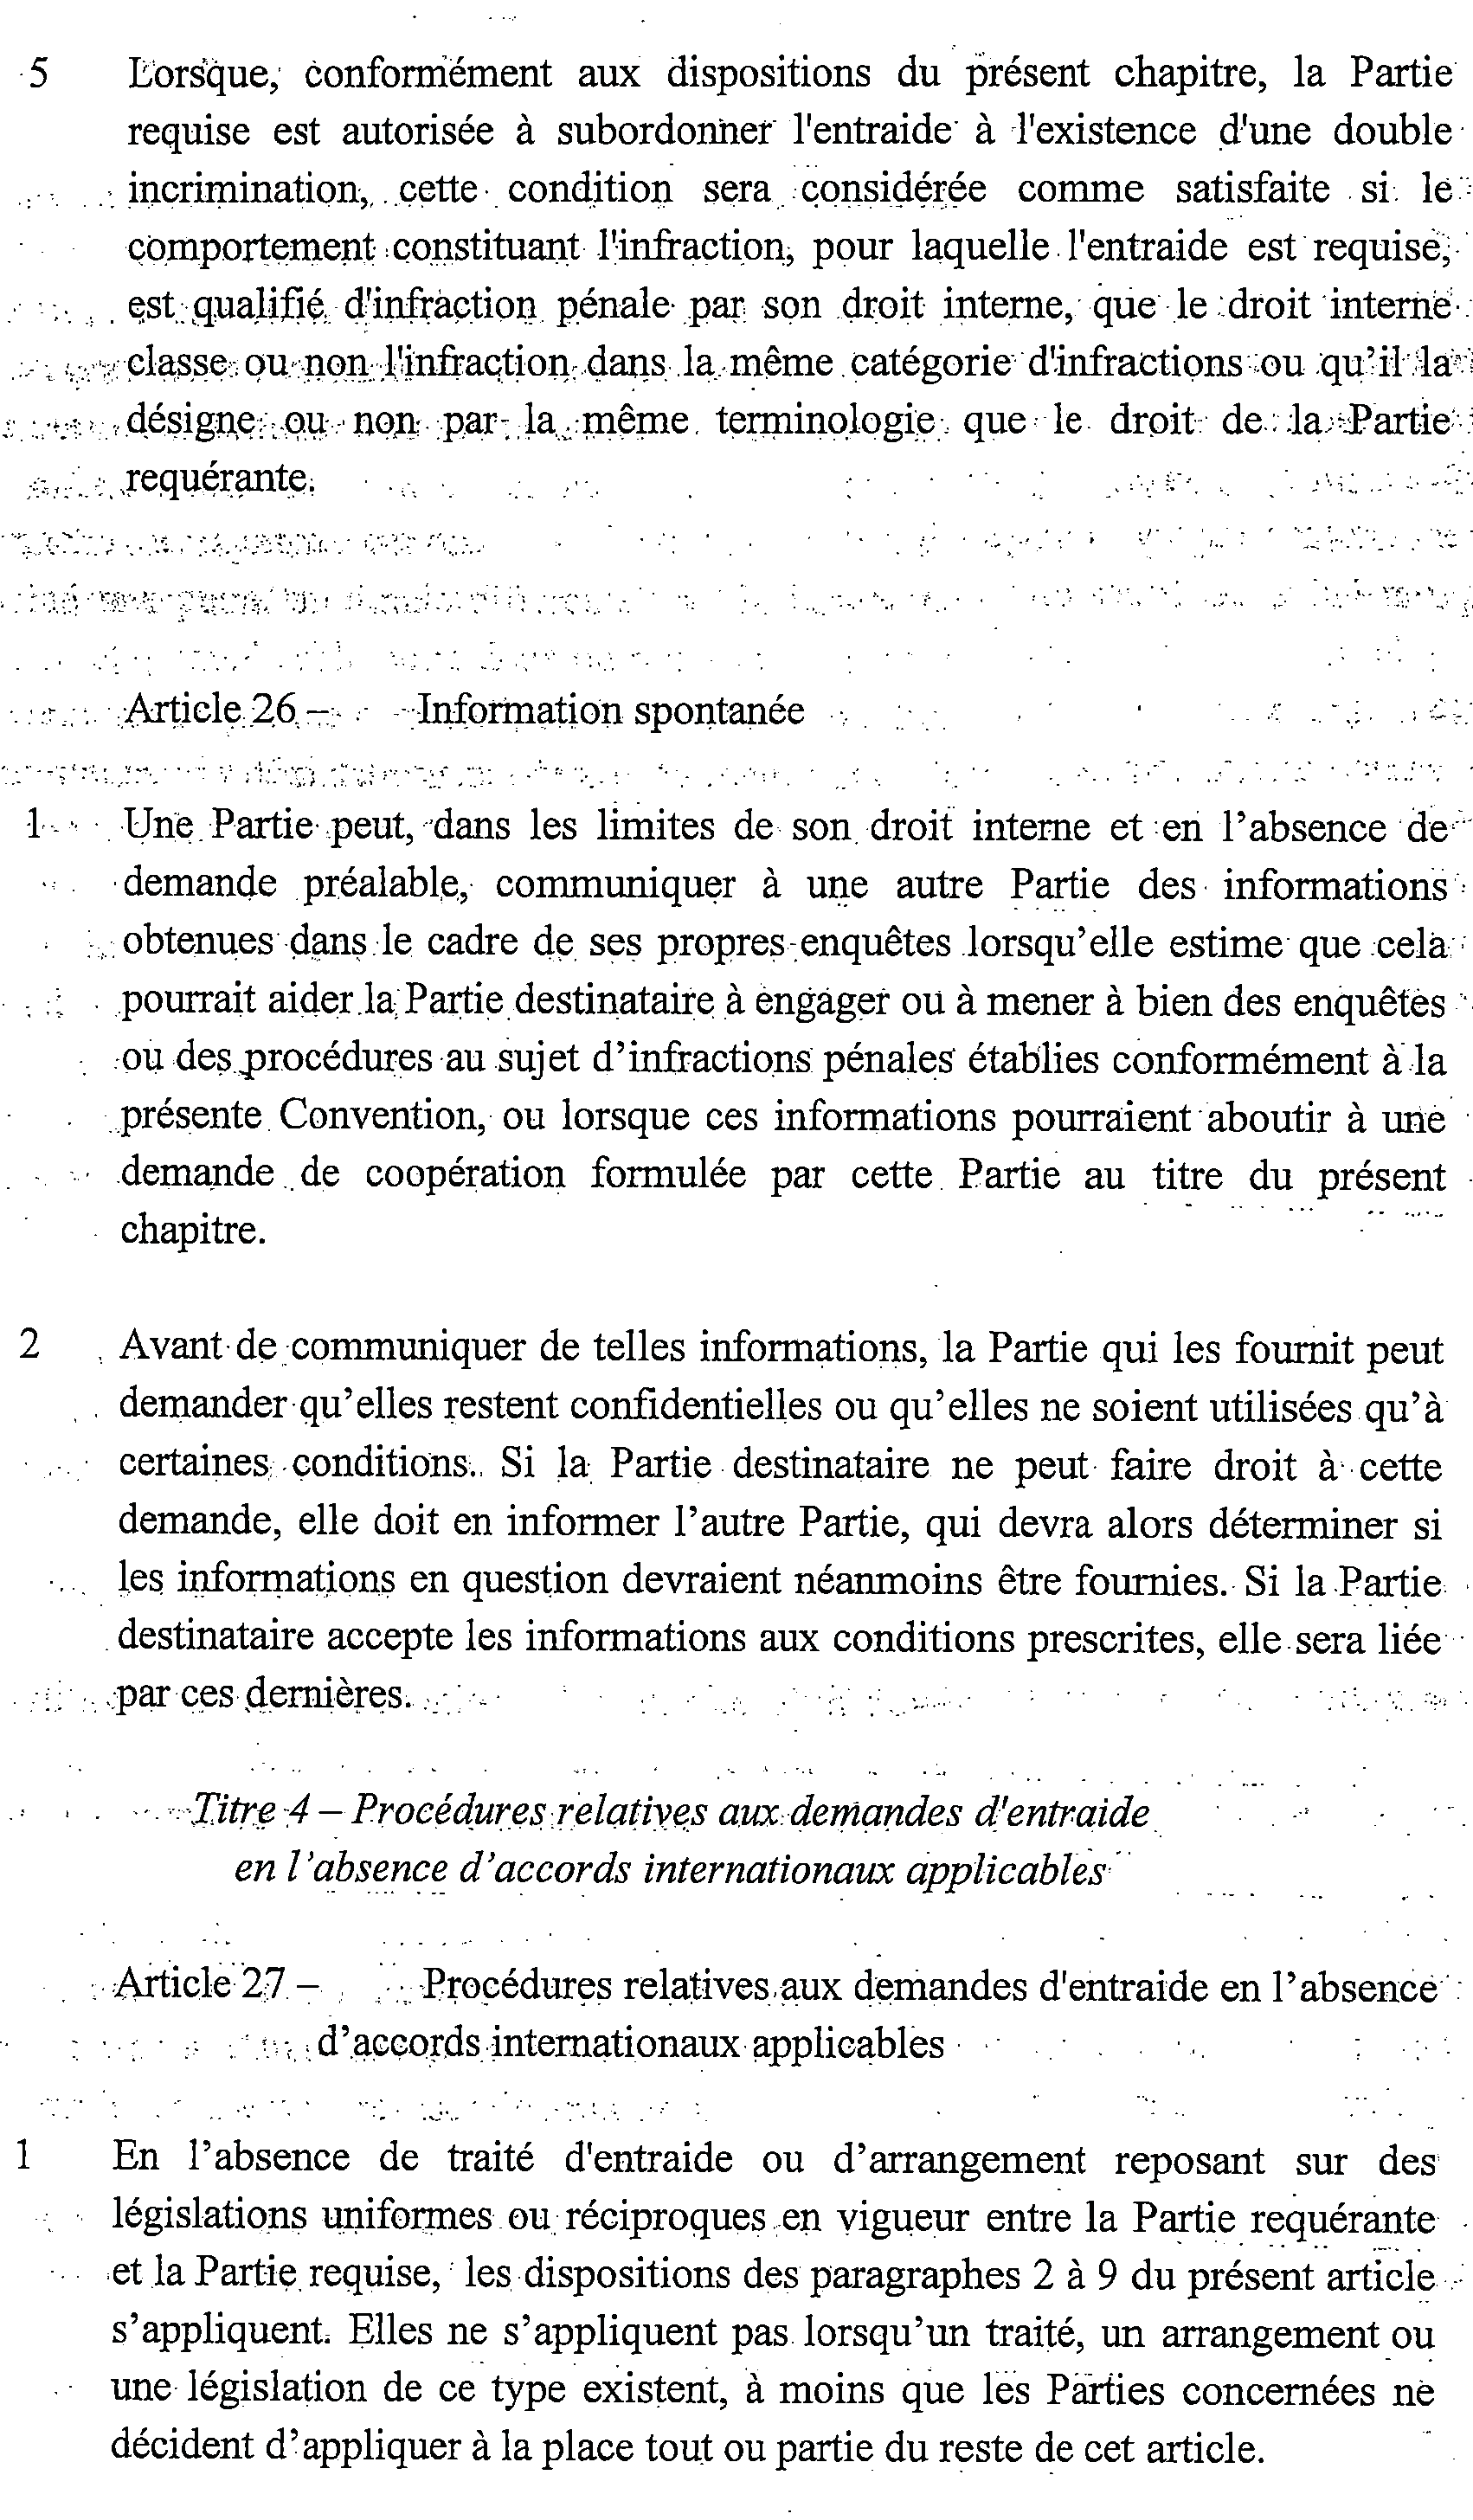 5 Lorsque, conformément aux dispositions du présent chapitre, la Partie
requise est autorisée à subordonner l'entraide à l'existence d'une double
incrimination, cette condition sera considérée comme satisfaite si le
comportement constituant l'infraction, pour laquelle l'entraide est requise,
est qualifié d'infraction pénale par son droit interne, que le droit interne
classe ou non l'infraction dans la même catégorie d'infractions ou qu'il la
désigne ou non par la même terminologie que le droit de la Partie
requérante.
Article 26 – Information spontanée
1 Une Partie peut, dans les limites de son droit interne et en l'absence de
demande préalable, communiquer à une autre Partie des informations
obtenues dans le cadre de ses propres enquêtes lorsqu'elle estime que cela
pourrait aider la Partie destinataire à engager ou à mener à bien des enquêtes
ou des procédures au sujet d'infractions pénales établies conformément à la
présente Convention, ou lorsque ces informations pourraient aboutir à une
demande de coopération formulée par cette Partie au titre du présent
chapitre.
2 Avant de communiquer de telles informations, la Partie qui les fournit peut
demander qu'elles restent confidentielles ou qu'elles ne soient utilisées qu'à
certaines conditions. Si la Partie destinataire ne peut faire droit à cette
demande, elle doit en informer l'autre Partie, qui devra alors déterminer si
les informations en question devraient néanmoins être fournies. Si la Partie
destinataire accepte les informations aux conditions prescrites, elle sera liée
par ces dernières.
Titre 4 – Procédures relatives aux demandes d'entraide
en l'absence d'accords internationaux applicables
Article 27 – Procédures relatives aux demandes d'entraide en l'absence
d'accords internationaux applicables
1 En l'absence de traité d'entraide ou d'arrangement reposant sur des
législations uniformes ou réciproques en vigueur entre la Partie requérante
et la Partie requise, les dispositions des paragraphes 2 à 9 du présent article
s'appliquent. Elles ne s'appliquent pas lorsqu'un traité, un arrangement ou
une législation de ce type existent, à moins que les Parties concernées ne
décident d'appliquer à la place tout ou partie du reste de cet article.